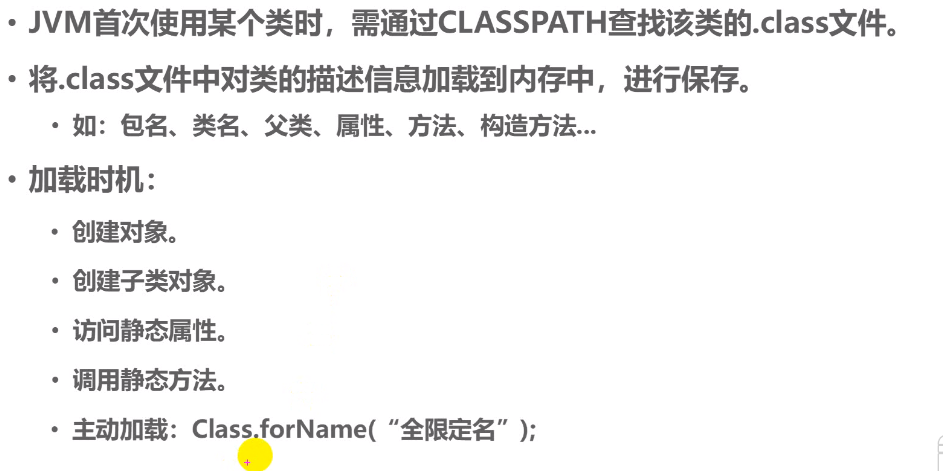 • JVM首次使用某个类时，需通过CLASSPATH查找该类的.class文件。
• 将.class文件中对类的描述信息加载到内存中，进行保存。
• 如：包名、类名、父类、属性、方法、构造方法...
• 加载时机：
• 创建对象。
• 创建子类对象。
• 访问静态属性。
• 调用静态方法。
• 主动加载：Class.forName(“全限定名”);